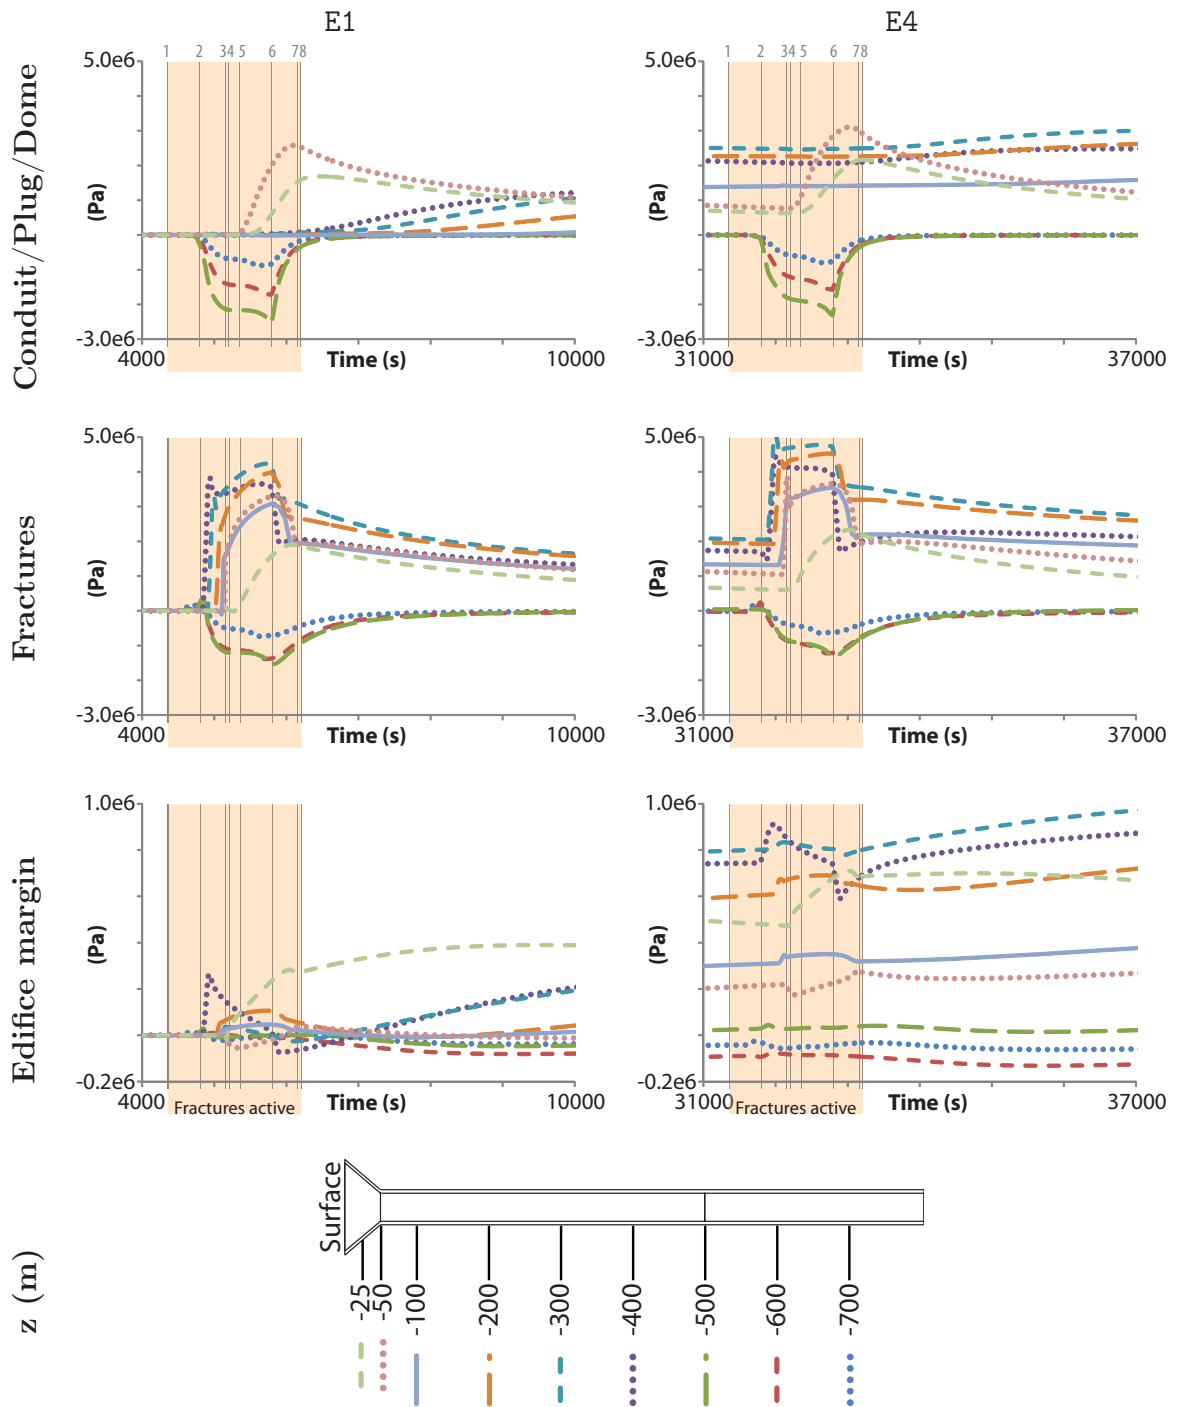 E1
E4
1 2 34 5 6 78
1 2 34 5 6 78
Conduit/Plug/Dome
5.0e6
(Pa)
-3.0e6
4000
Time (s)
10000
5.0e6
(Pa)
-3.0e6
31000
Time (s)
37000
Fractures
5.0e6
(Pa)
-3.0e6
4000
Time (s)
10000
5.0e6
(Pa)
-3.0e6
31000
Time (s)
37000
Edifice margin
1.0e6
(Pa)
-0.2e6
4000
Fractures active
Time (s)
10000
1.0e6
(Pa)
-0.2e6
31000
Fractures active
Time (s)
37000
Surface
z (m)
-25
-50
-100
-200
-300
-400
-500
-600
-700